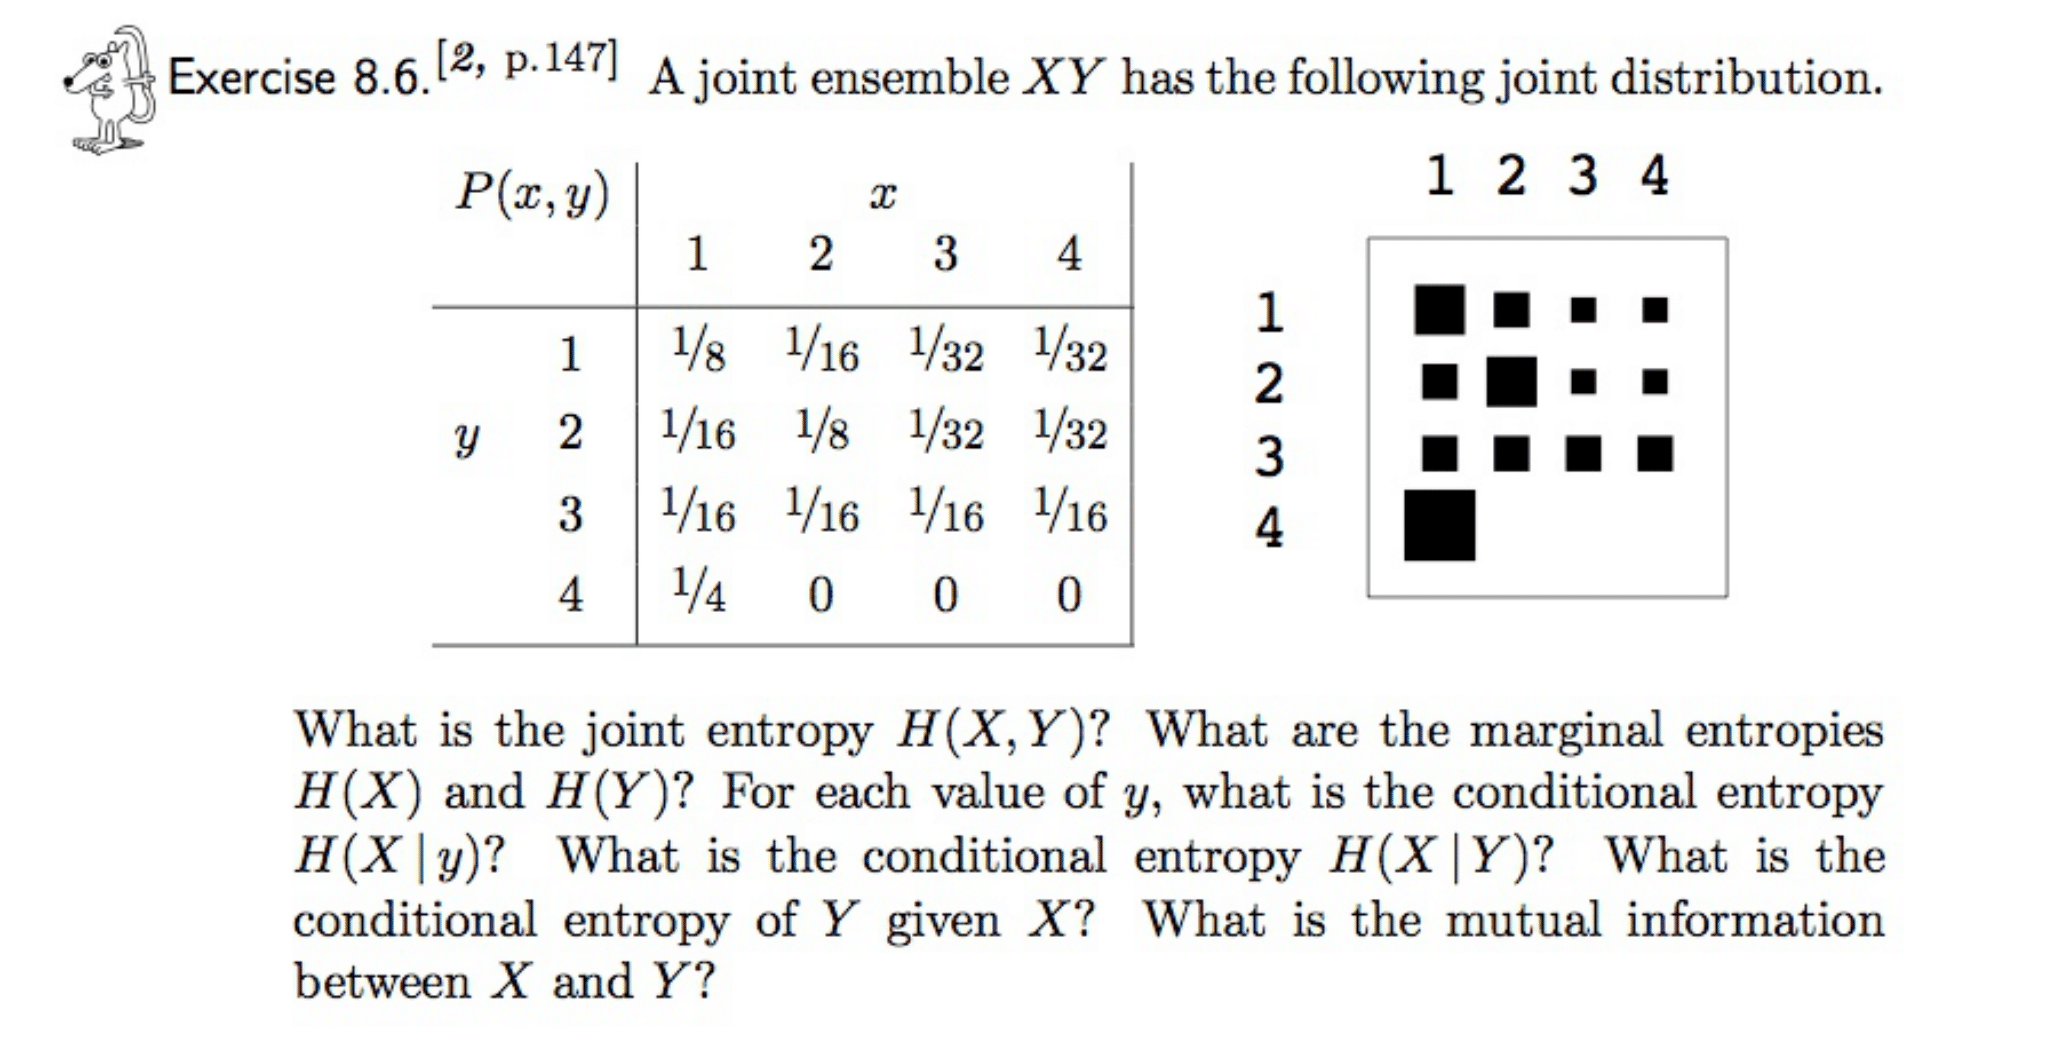 Exercise 8.6.[2, p.147] A joint ensemble XY has the following joint distribution.
P(x, y) x
1 2 3 4
1 1/8 1/16 1/32 1/32
y 2 1/16 1/8 1/32 1/32
3 1/16 1/16 1/16 1/16
4 1/4 0 0 0
1 2 3 4
1
2
3
4
What is the joint entropy H(X, Y)? What are the marginal entropies
H(X) and H(Y)? For each value of y, what is the conditional entropy
H(X | y)? What is the conditional entropy H(X | Y)? What is the
conditional entropy of Y given X? What is the mutual information
between X and Y?